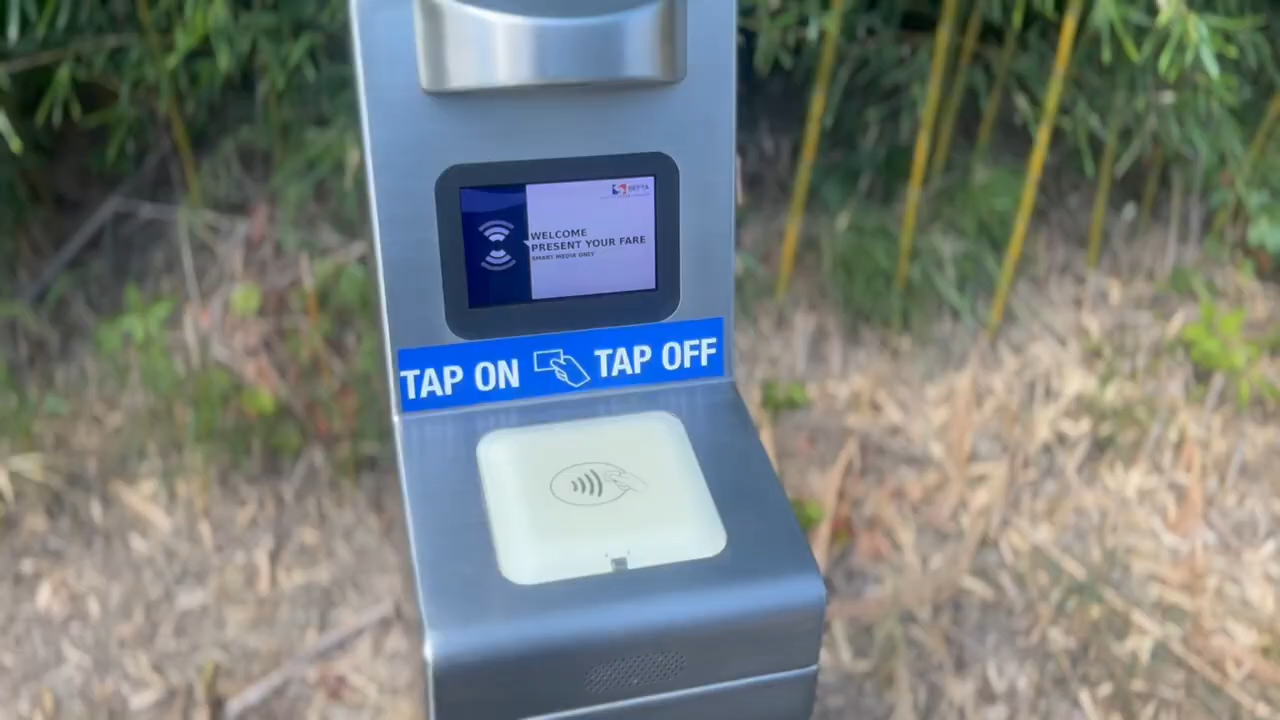 SEPTA
WELCOME
PRESENT YOUR FARE
SMART MEDIA ONLY
TAP ON TAP OFF